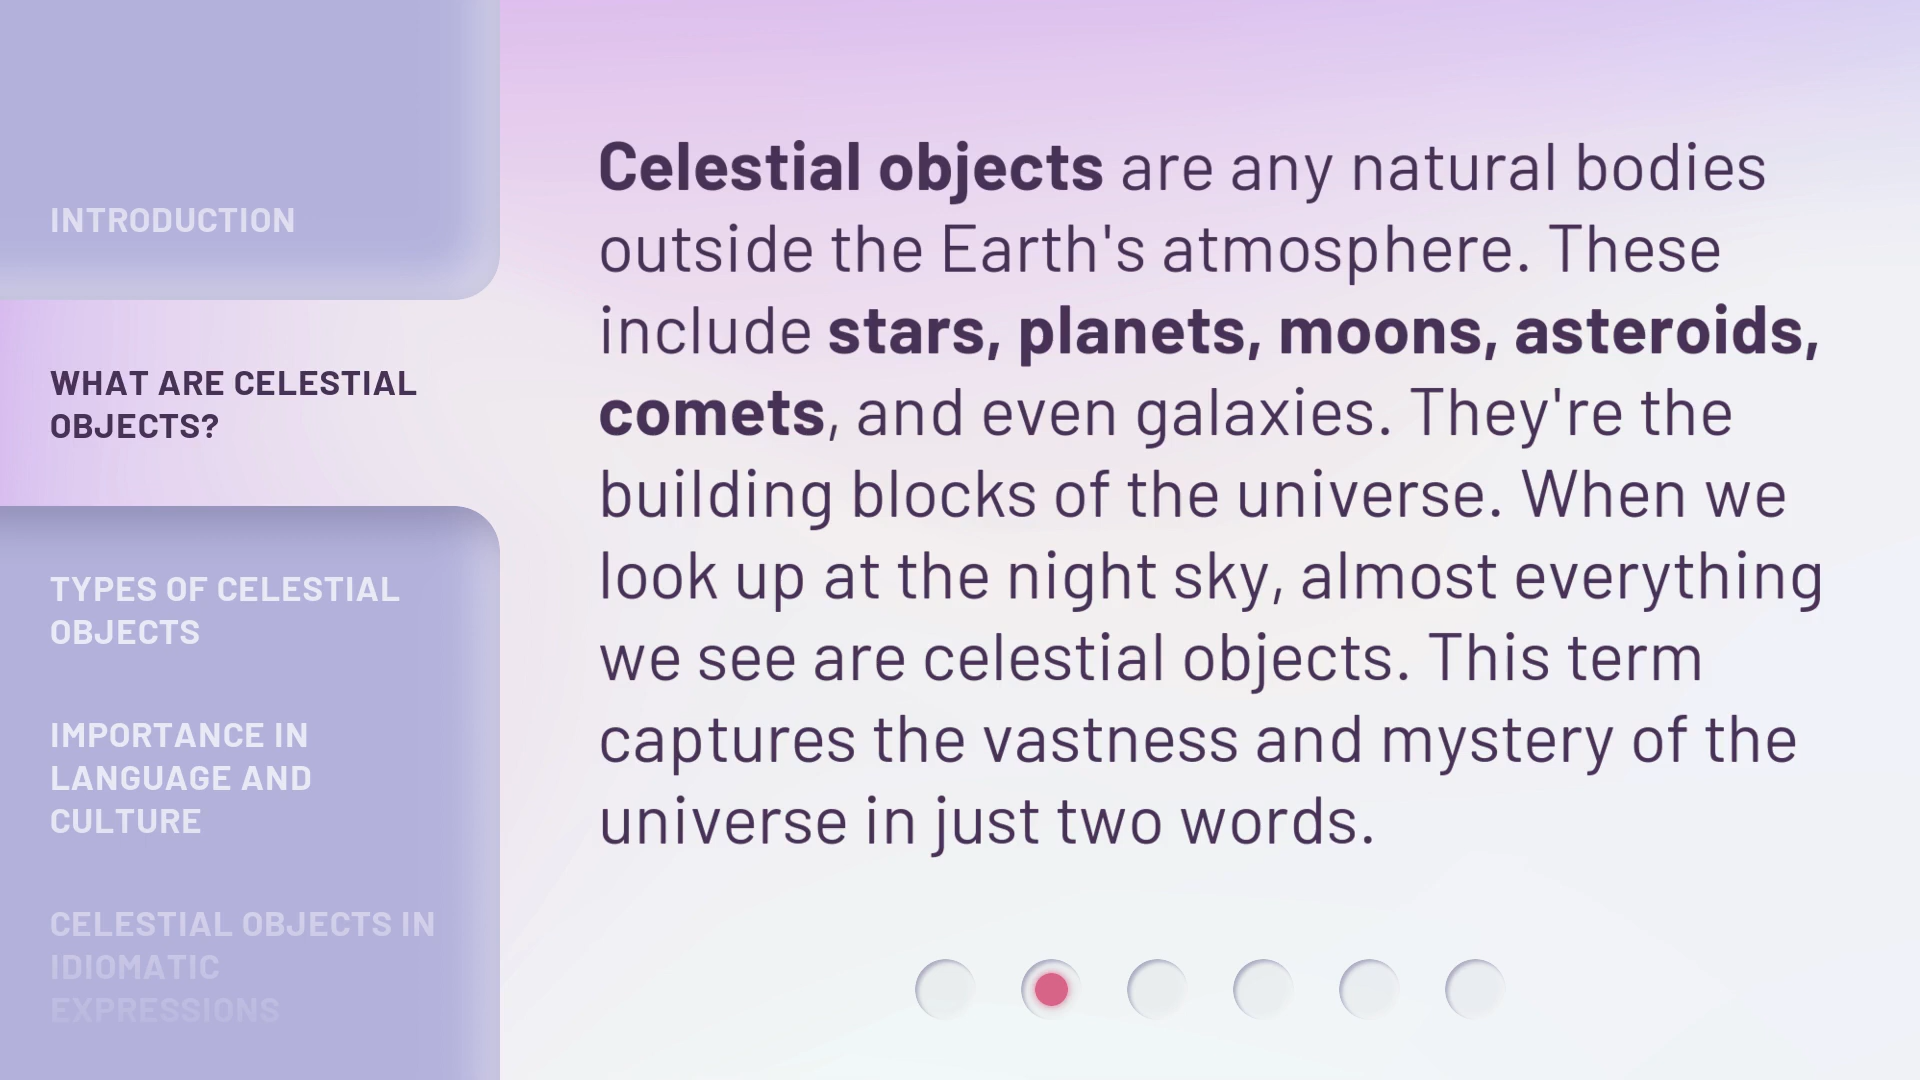 INTRODUCTION
WHAT ARE CELESTIAL
OBJECTS?
TYPES OF CELESTIAL
OBJECTS
IMPORTANCE IN
LANGUAGE AND
CULTURE
CELESTIAL OBJECTS IN
IDIOMATIC
EXPRESSIONS
Celestial objects are any natural bodies
outside the Earth's atmosphere. These
include stars, planets, moons, asteroids,
comets, and even galaxies. They're the
building blocks of the universe. When we
look up at the night sky, almost everything
we see are celestial objects. This term
captures the vastness and mystery of the
universe in just two words.